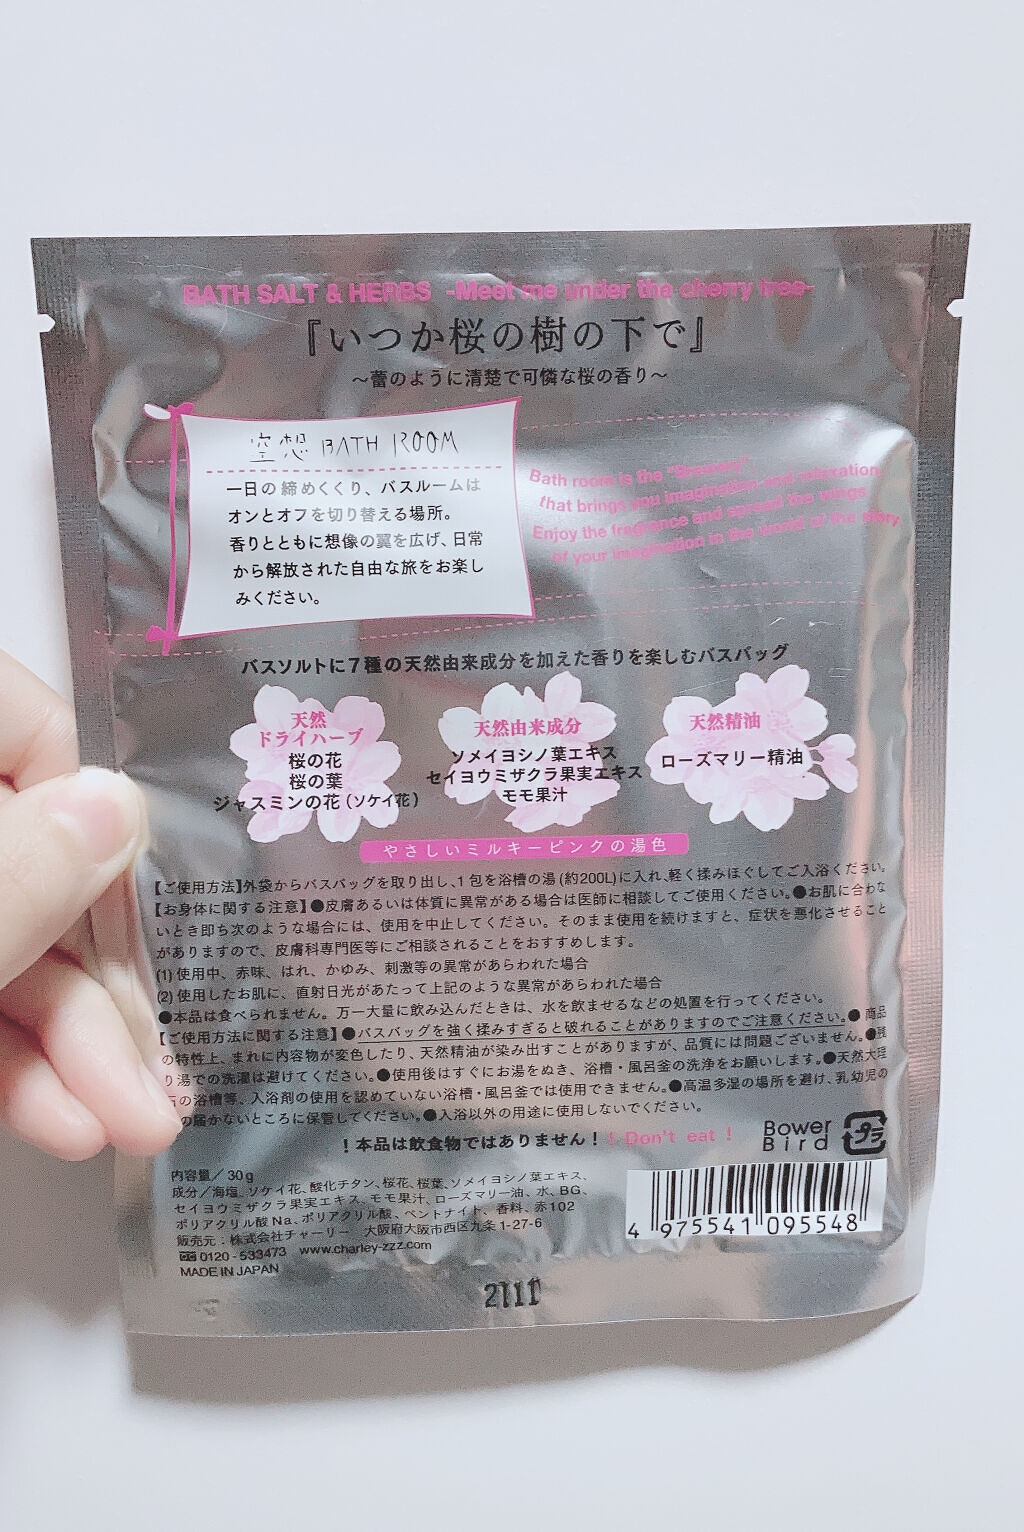 BATH SALT & HERBS -Meet me under the cherry tree-
『いつか桜の樹の下で』
～蕾のように清楚で可憐な桜の香り～
空想 BATH ROOM
一日の締めくくり、バスルームは
オンとオフを切り替える場所。
香りとともに想像の翼を広げ、日常
から解放された自由な旅をお楽し
みください。
Bath room is the "Brewery"
that brings you imagination and relaxation.
Enjoy the fragrance and spread the wings
of your imagination in the world of the story
バスソルトに7種の天然由来成分を加えた香りを楽しむバスバッグ
天然
ドライハーブ
桜の花
桜の葉
ジャスミンの花(ソケイ花)
天然由来成分
ソメイヨシノ葉エキス
セイヨウミザクラ果実エキス
モモ果汁
天然精油
ローズマリー精油
やさしいミルキーピンクの湯色
【ご使用方法】外袋からバスバッグを取り出し、1包を浴槽の湯(約200L)に入れ、軽く揉みほぐしてご入浴ください。
【お身体に関する注意】●皮膚あるいは体質に異常がある場合は医師に相談してご使用ください。●お肌に合わな
いとき即ち次のような場合には、使用を中止してください。そのまま使用を続けますと、症状を悪化させること
がありますので、皮膚科専門医等にご相談されることをおすすめします。
(1)使用中、赤味、はれ、かゆみ、刺激等の異常があらわれた場合
(2)使用したお肌に、直射日光があたって上記のような異常があらわれた場合
●本品は食べられません。万一大量に飲み込んだときは、水を飲ませるなどの処置を行ってください。
【ご使用方法に関する注意】●バスバッグを強く揉みすぎると破れることがありますのでご注意ください。●商品
の特性上、まれに内容物が変色したり、天然精油が染み出すことがありますが、品質には問題ございません。●残
り湯での洗濯は避けてください。●使用後はすぐにお湯をぬき、浴槽・風呂釜の洗浄をお願いします。●天然大理
石の浴槽等、入浴剤の使用を認めていない浴槽・風呂釜では使用できません。●高温多湿の場所を避け、乳幼児の
の届かないところに保管してください。●入浴以外の用途に使用しないでください。
！本品は飲食物ではありません！！Don't eat！
Bower
Bird
プラ
内容量／30g
成分／海塩、ソケイ花、酸化チタン、桜花、桜葉、ソメイヨシノ葉エキス、
セイヨウミザクラ果実エキス、モモ果汁、ローズマリー油、水、BG、
ポリアクリル酸Na、ポリアクリル酸、ベントナイト、香料、赤102
販売元：株式会社チャーリー 大阪府大阪市西区九条1-27-6
0120-533473 www.charley-zzz.com
MADE IN JAPAN
4 975541 095548
2111